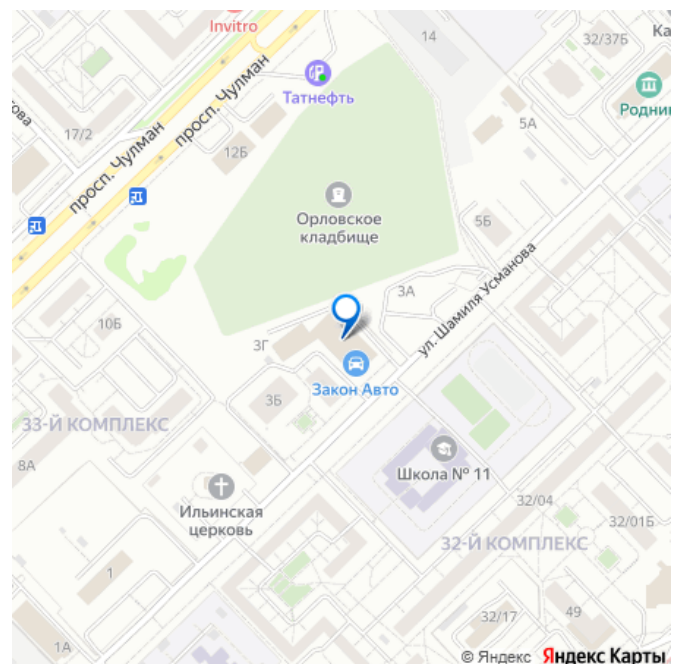 Invitro
14
32/37Б
Ка
Татнефть
Родник
17/2
просп. Чулман
просп. Чулман
12Б
5А
Орловское
кладбище
5Б
ул. Шамиля Усманова
3А
10Б
3Г
Закон Авто
3Б
33-Й КОМПЛЕКС
8А
Школа № 11
Ильинская
церковь
32/04
32/01Б
32-Й КОМПЛЕКС
1
32/17
49
1А
© Яндекс Яндекс Карты